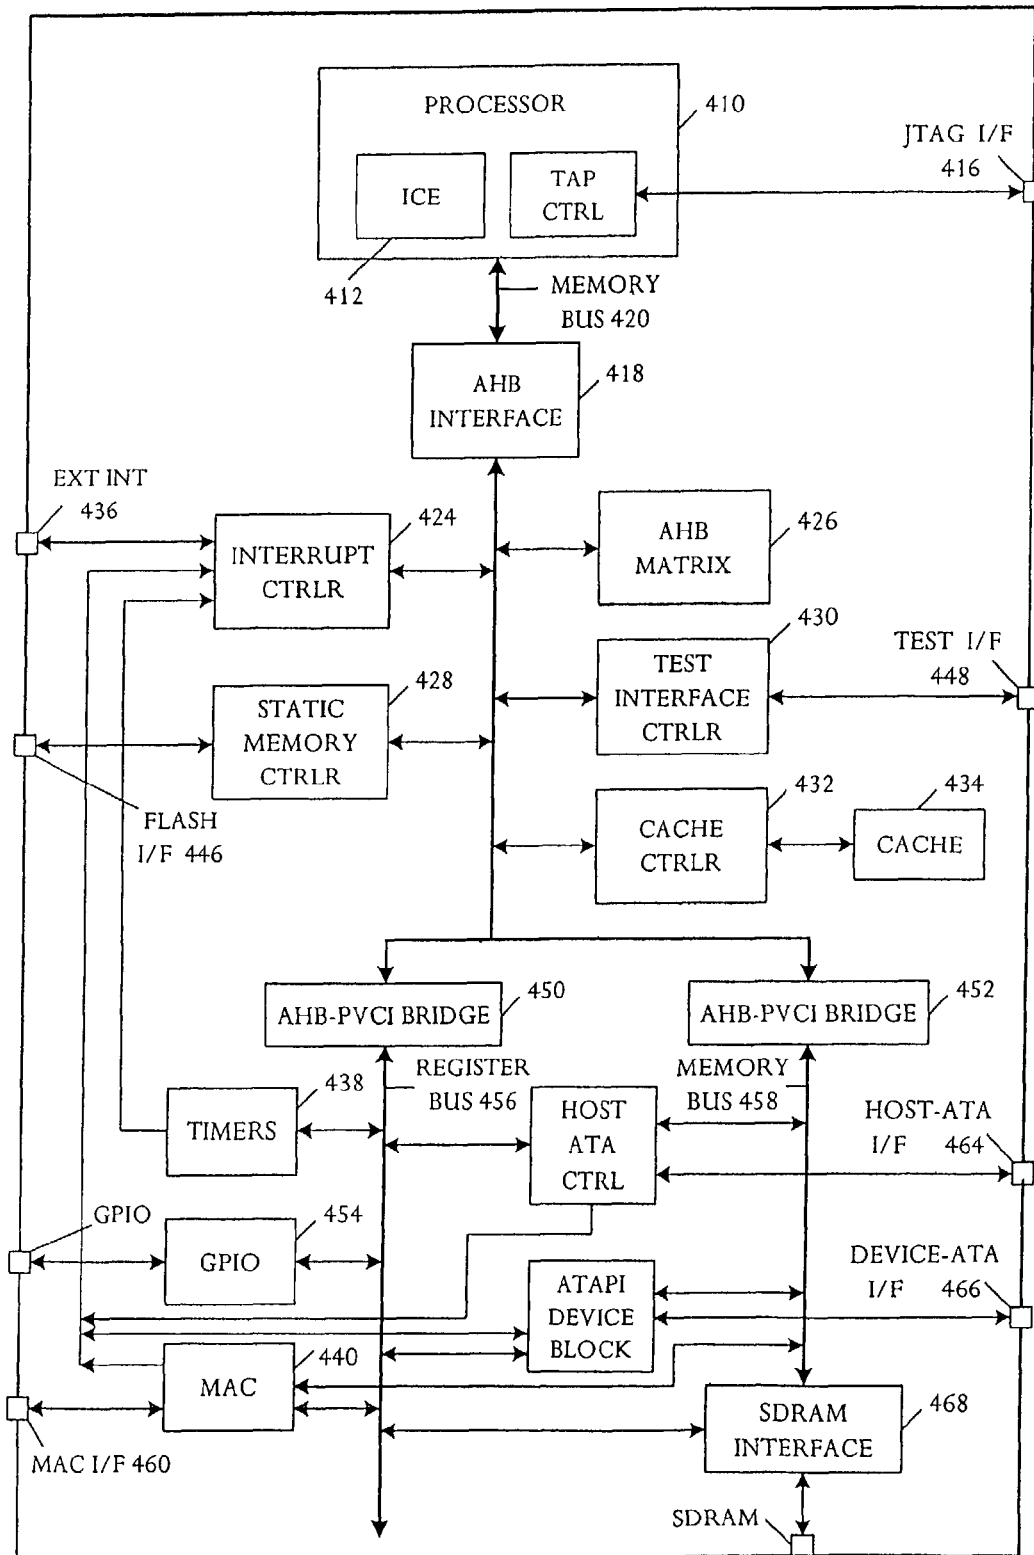 PROCESSOR
410
JTAG I/F
416
ICE
TAP
CTRL
412
MEMORY
BUS 420
AHB
INTERFACE
418
EXT INT
436
424
INTERRUPT
CTRLR
AHB
MATRIX
426
428
STATIC
MEMORY
CTRLR
430
TEST
INTERFACE
CTRLR
TEST I/F
448
FLASH
I/F 446
432
CACHE
CTRLR
434
CACHE
450
AHB-PVCI BRIDGE
452
AHB-PVCI BRIDGE
REGISTER
BUS 456
MEMORY
BUS 458
438
TIMERS
HOST
ATA
CTRL
HOST-ATA
I/F 464
GPIO
454
GPIO
ATAPI
DEVICE
BLOCK
DEVICE-ATA
I/F 466
440
MAC
MAC I/F 460
SDRAM
INTERFACE
468
SDRAM